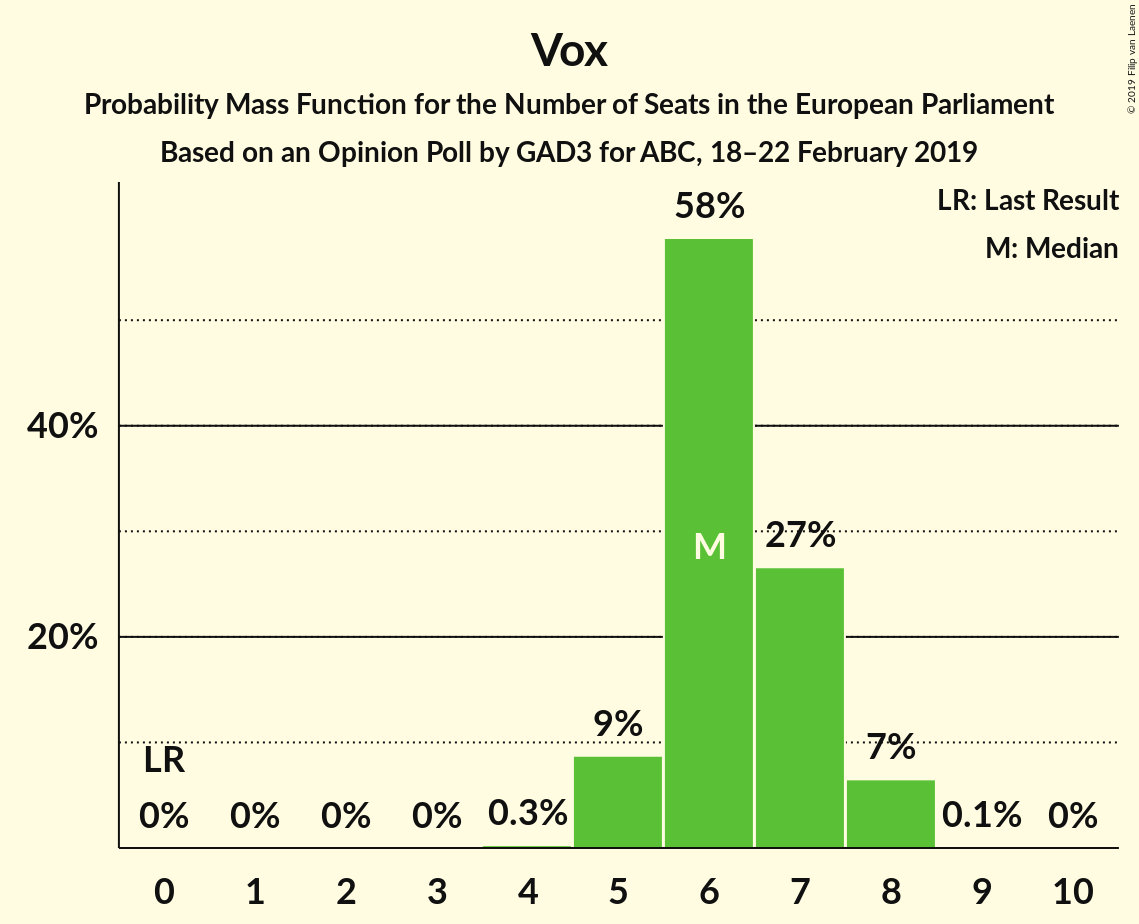 Vox
Probability Mass Function for the Number of Seats in the European Parliament
Based on an Opinion Poll by GAD3 for ABC, 18–22 February 2019
© 2019 Filip van Laenen
LR: Last Result
M: Median
58%
40%
M
27%
20%
9%
LR
7%
0%
0%
0%
0%
0.3%
0.1%
0%
0 1 2 3 4 5 6 7 8 9 10